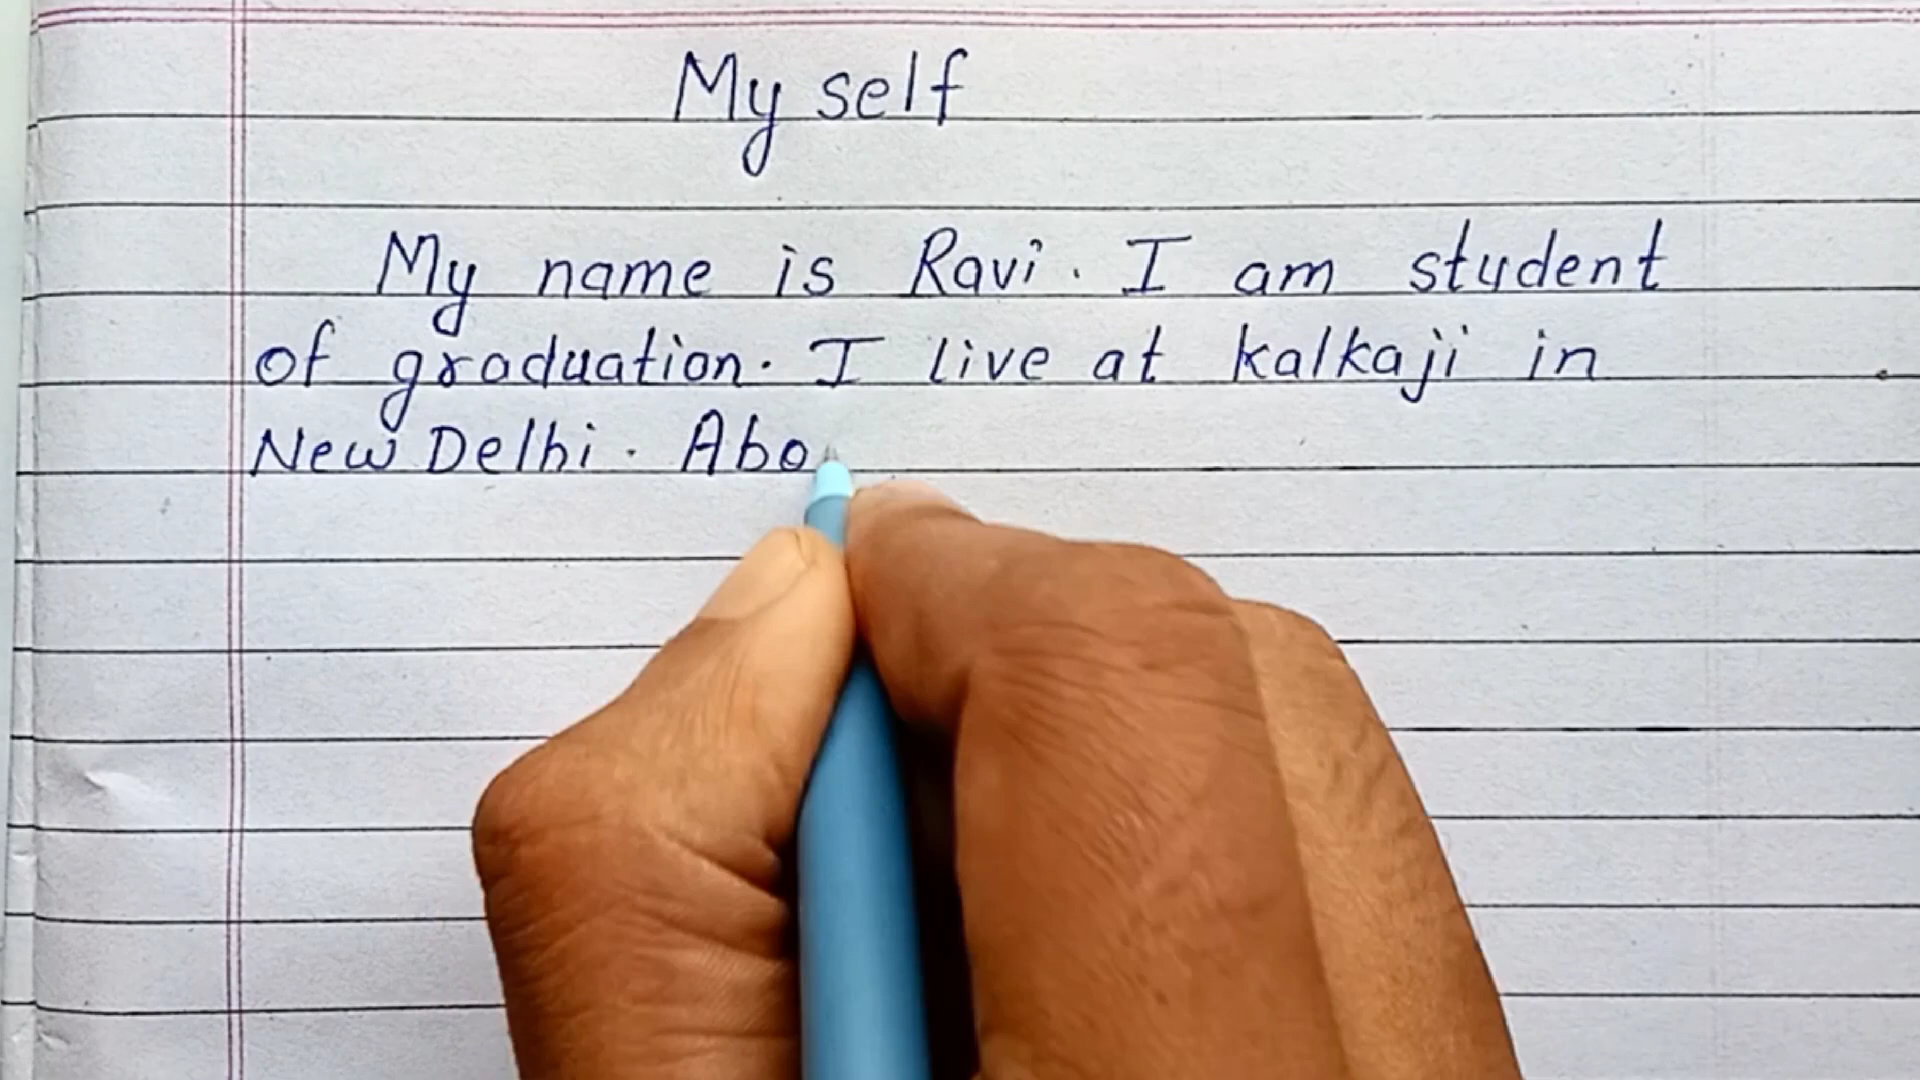 My self
My name is Ravi. I am student
of graduation. I live at kalkaji in
New Delhi. Abo